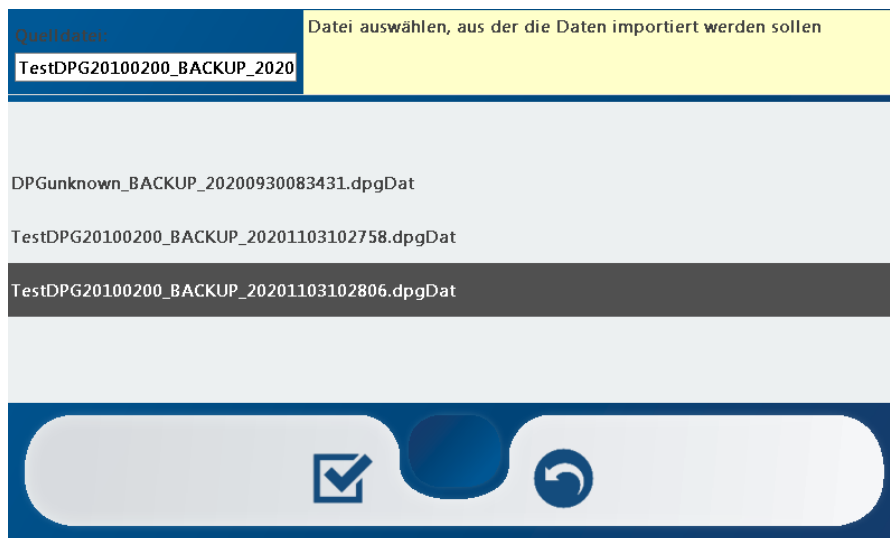 Quelldatei:
TestDPG20100200_BACKUP_2020
Datei auswählen, aus der die Daten importiert werden sollen
DPGunknown_BACKUP_20200930083431.dpgDat
TestDPG20100200_BACKUP_20201103102758.dpgDat
TestDPG20100200_BACKUP_20201103102806.dpgDat